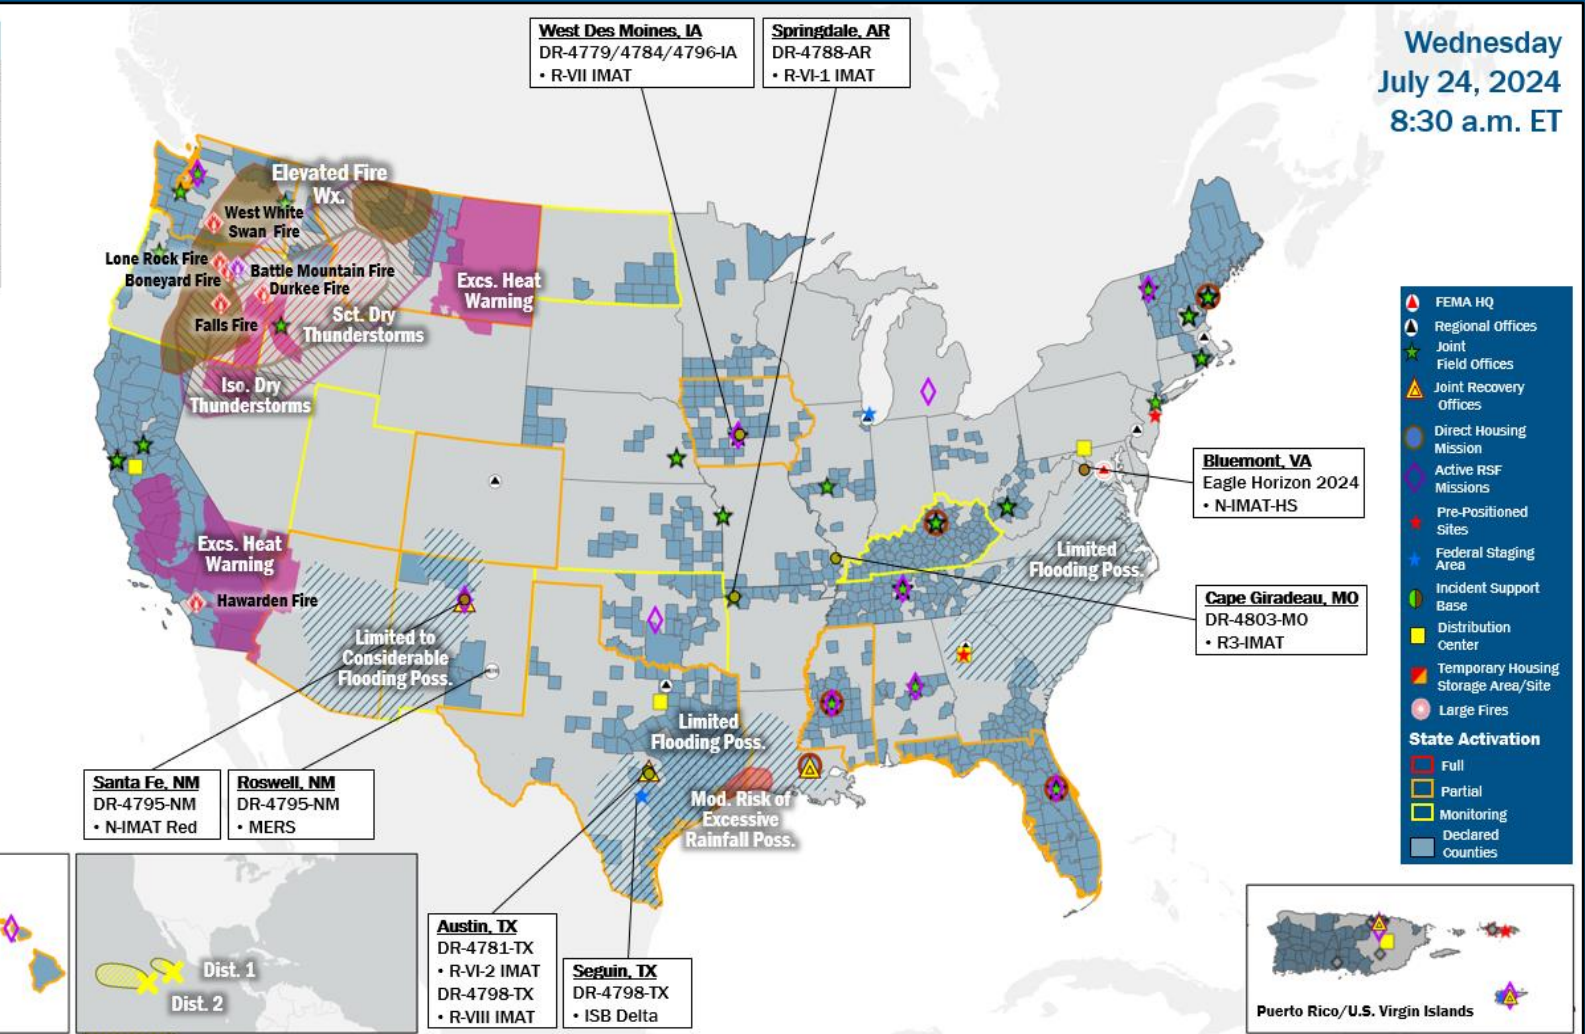 Wednesday
July 24, 2024
8:30 a.m. ET
West Des Moines, IA
DR-4779/4784/4796-IA
• R-VII IMAT
Springdale, AR
DR-4788-AR
• R-VI-1 IMAT
Elevated Fire
Wx.
West White
Swan Fire
Lone Rock Fire
Boneyard Fire
Battle Mountain Fire
Durkee Fire
Falls Fire
Sct. Dry
Thunderstorms
Iso. Dry
Thunderstorms
Excs. Heat
Warning
Excs. Heat
Warning
Hawarden Fire
Limited to
Considerable
Flooding Poss.
Limited
Flooding Poss.
Mod. Risk of
Excessive
Rainfall Poss.
Limited
Flooding Poss.
Bluemont, VA
Eagle Horizon 2024
• N-IMAT-HS
Cape Giradeau, MO
DR-4803-MO
• R3-IMAT
Santa Fe, NM
DR-4795-NM
• N-IMAT Red
Roswell, NM
DR-4795-NM
• MERS
Austin, TX
DR-4781-TX
• R-VI-2 IMAT
DR-4798-TX
• R-VIII IMAT
Seguin, TX
DR-4798-TX
• ISB Delta
Dist. 1
Dist. 2
FEMA HQ
Regional Offices
Joint
Field Offices
Joint Recovery
Offices
Direct Housing
Mission
Active RSF
Missions
Pre-Positioned
Sites
Federal Staging
Area
Incident Support
Base
Distribution
Center
Temporary Housing
Storage Area/Site
Large Fires
State Activation
Full
Partial
Monitoring
Declared
Counties
Puerto Rico/U.S. Virgin Islands